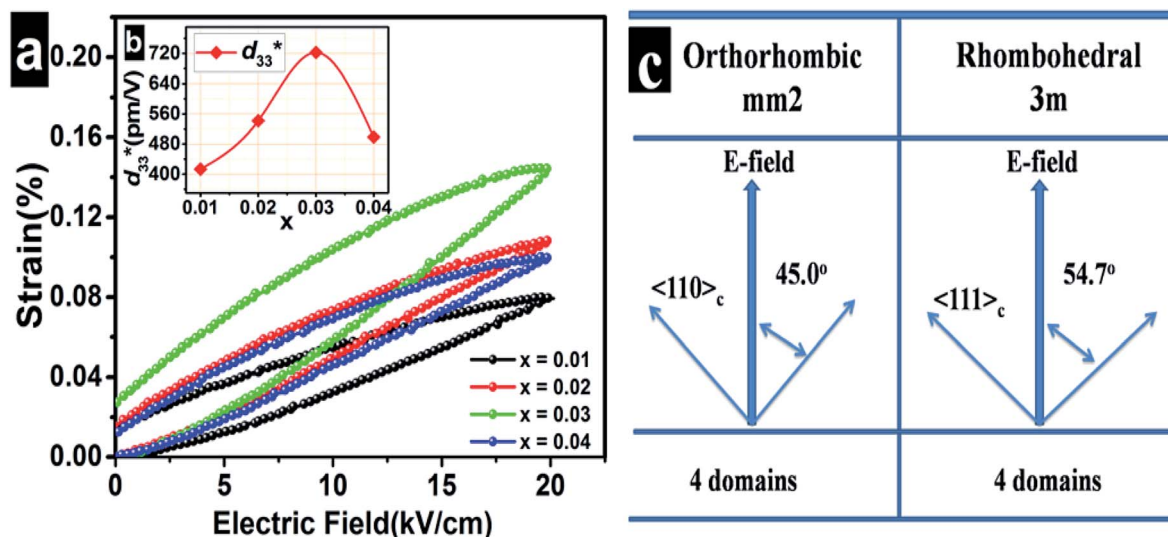 a
0.20
0.16
0.12
0.08
0.04
0.00
Strain(%)
0
5
10
15
20
Electric Field(kV/cm)
x = 0.01
x = 0.02
x = 0.03
x = 0.04
b
d33*
720
640
560
480
400
d33*(pm/V)
0.01
0.02
0.03
0.04
x
c
Orthorhombic
mm2
Rhombohedral
3m
E-field
<110>c
45.0o
4 domains
E-field
<111>c
54.7o
4 domains